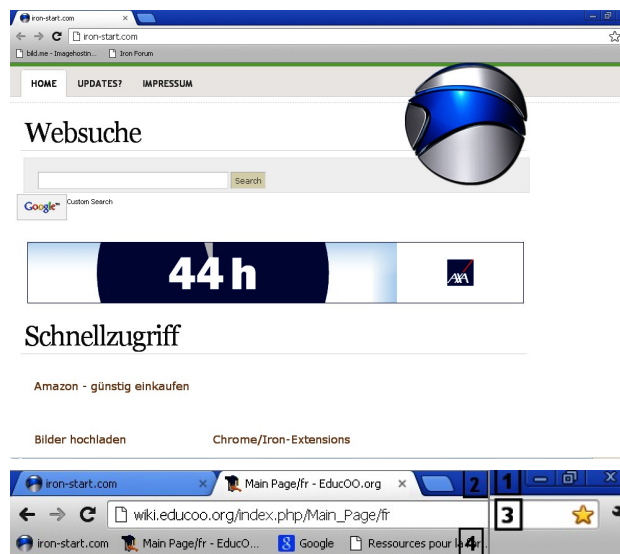 iron-start.com
iron-start.com
bild.me - Imagehostin... Iron Forum
HOME UPDATES? IMPRESSUM
Websuche
Search
Google™ Custom Search
44 h
AXA
Schnellzugriff
Amazon - günstig einkaufen
Bilder hochladen Chrome/Iron-Extensions
iron-start.com Main Page/fr - EducOO.org 2 1
wiki.educoo.org/index.php/Main_Page/fr 3
iron-start.com Main Page/fr - EducO... Google Ressources pour 4